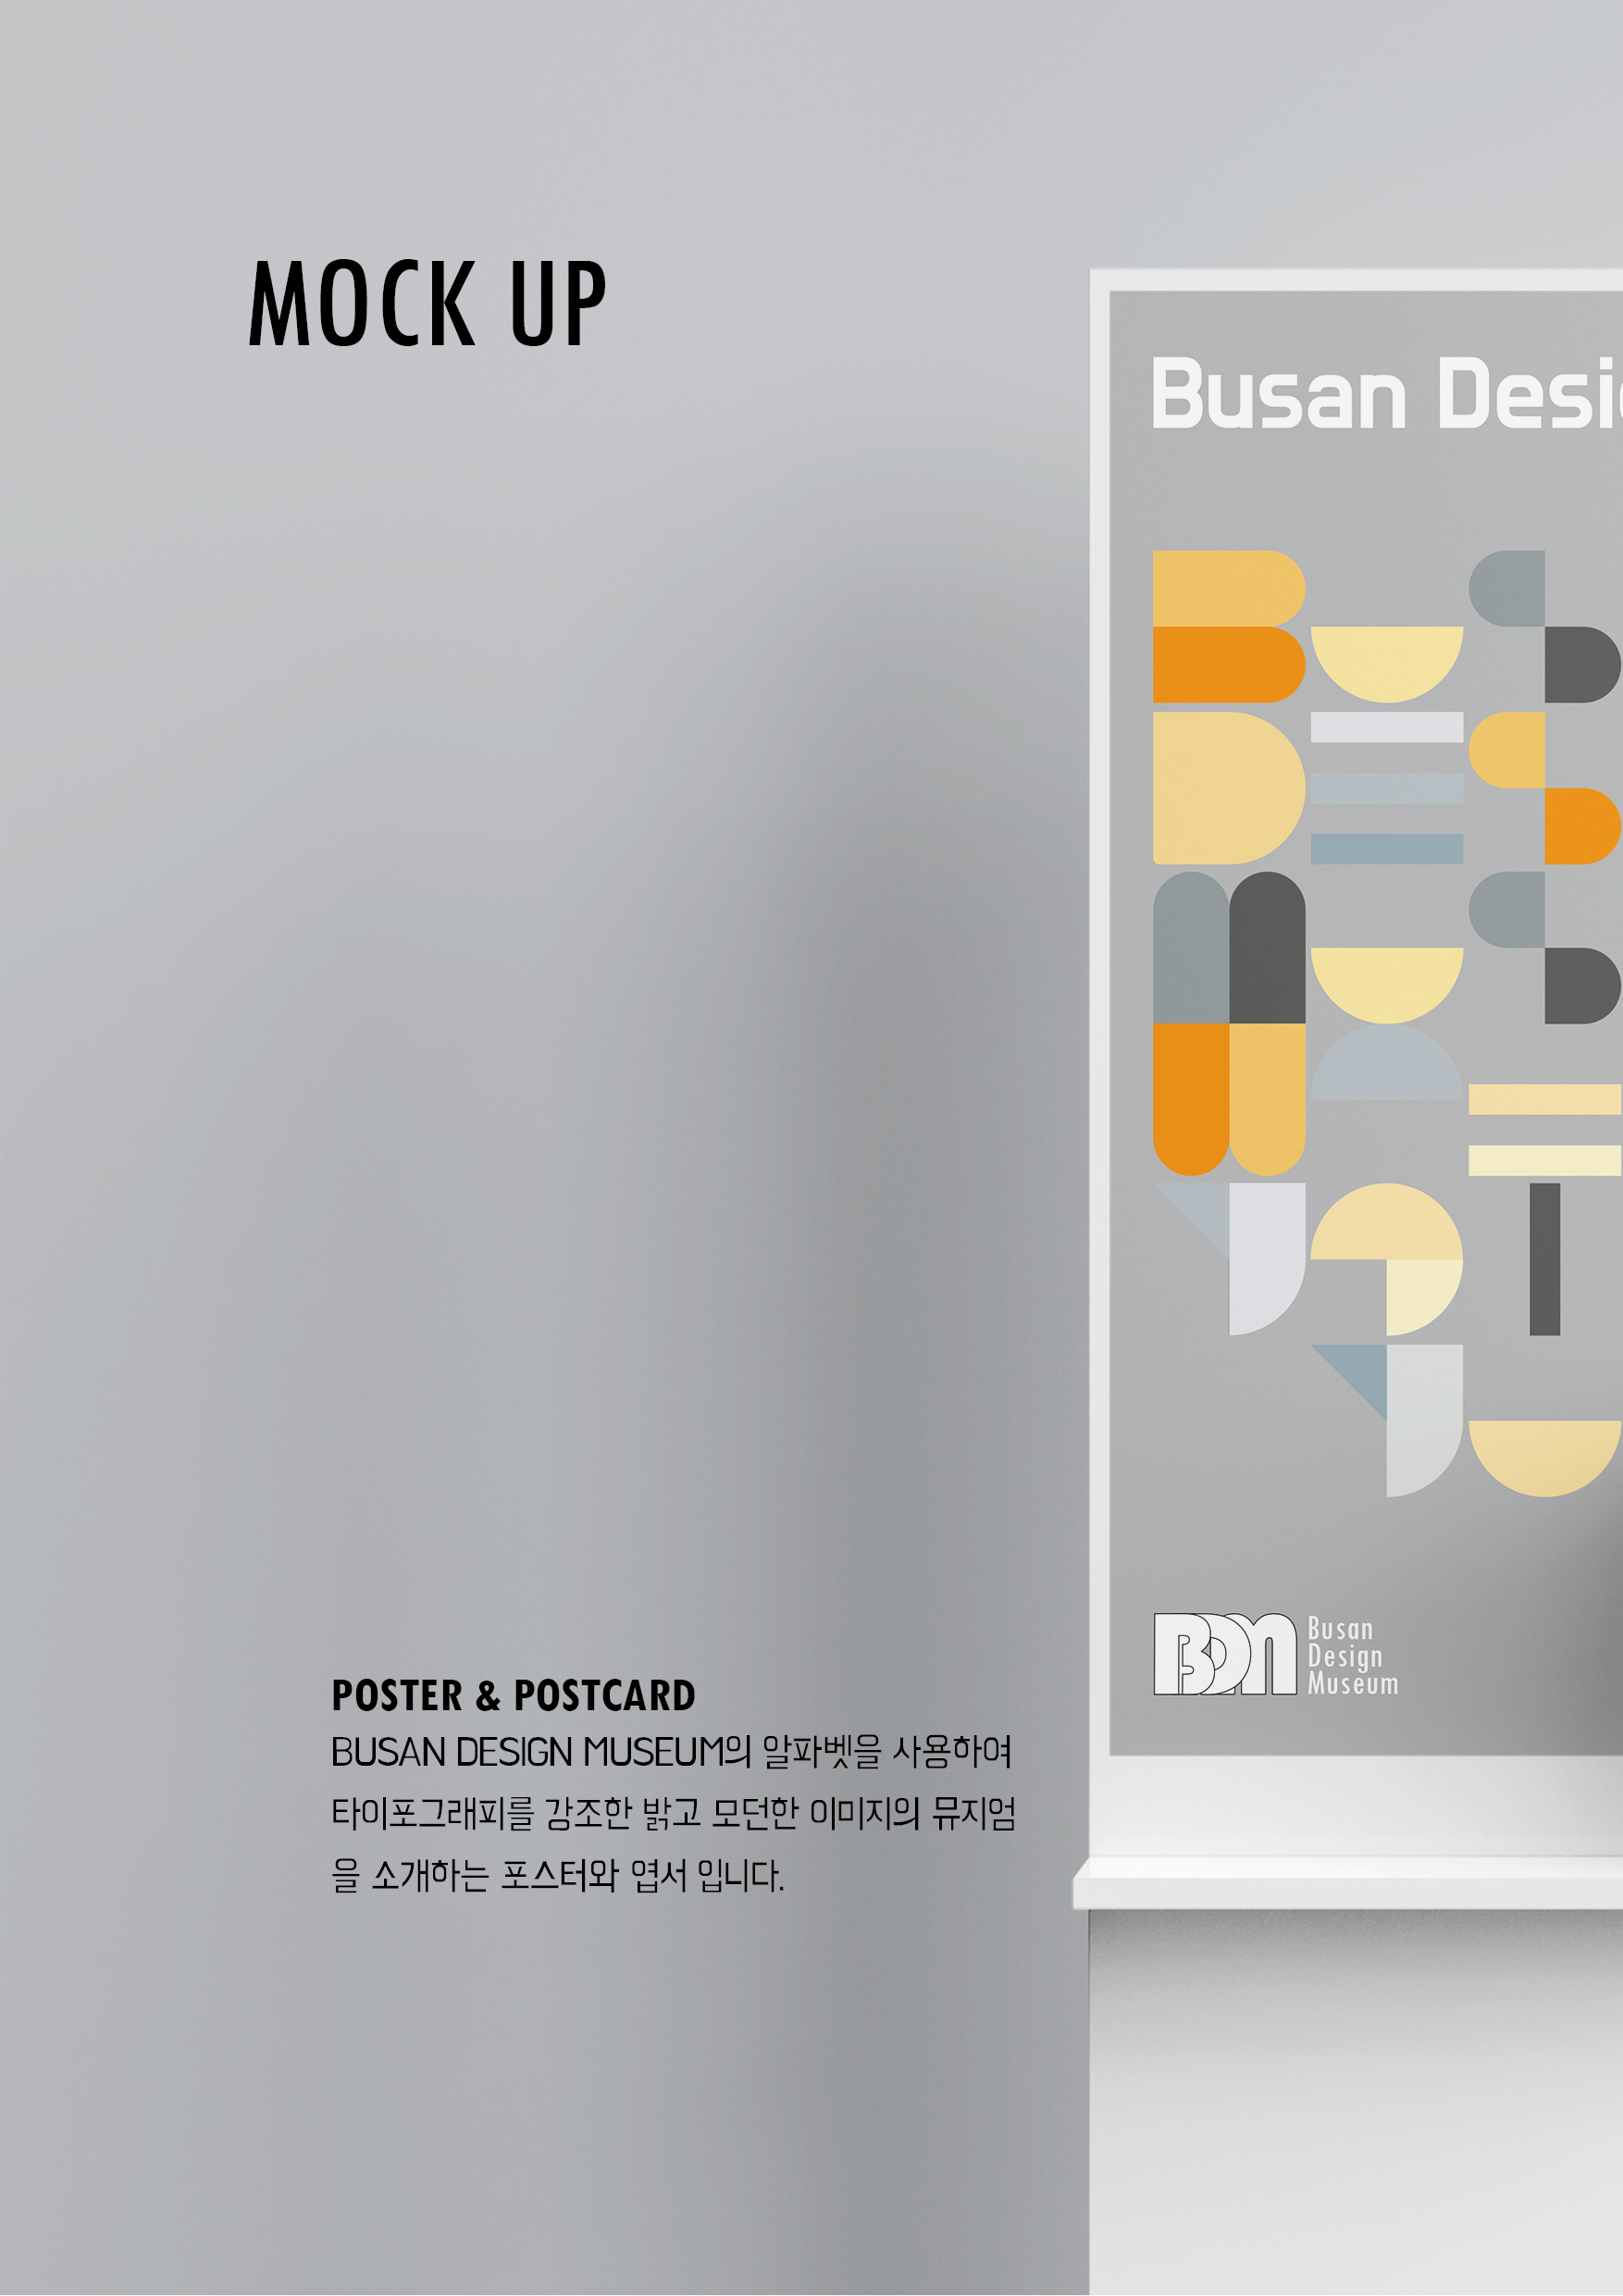 MOCK UP
Busan Desi
Busan
Design
Museum
BDM
POSTER & POSTCARD
BUSAN DESIGN MUSEUM의 알파벳을 사용하여
타이포그래피를 강조한 밝고 모던한 이미지의 뮤지엄
을 소개하는 포스터와 엽서 입니다.